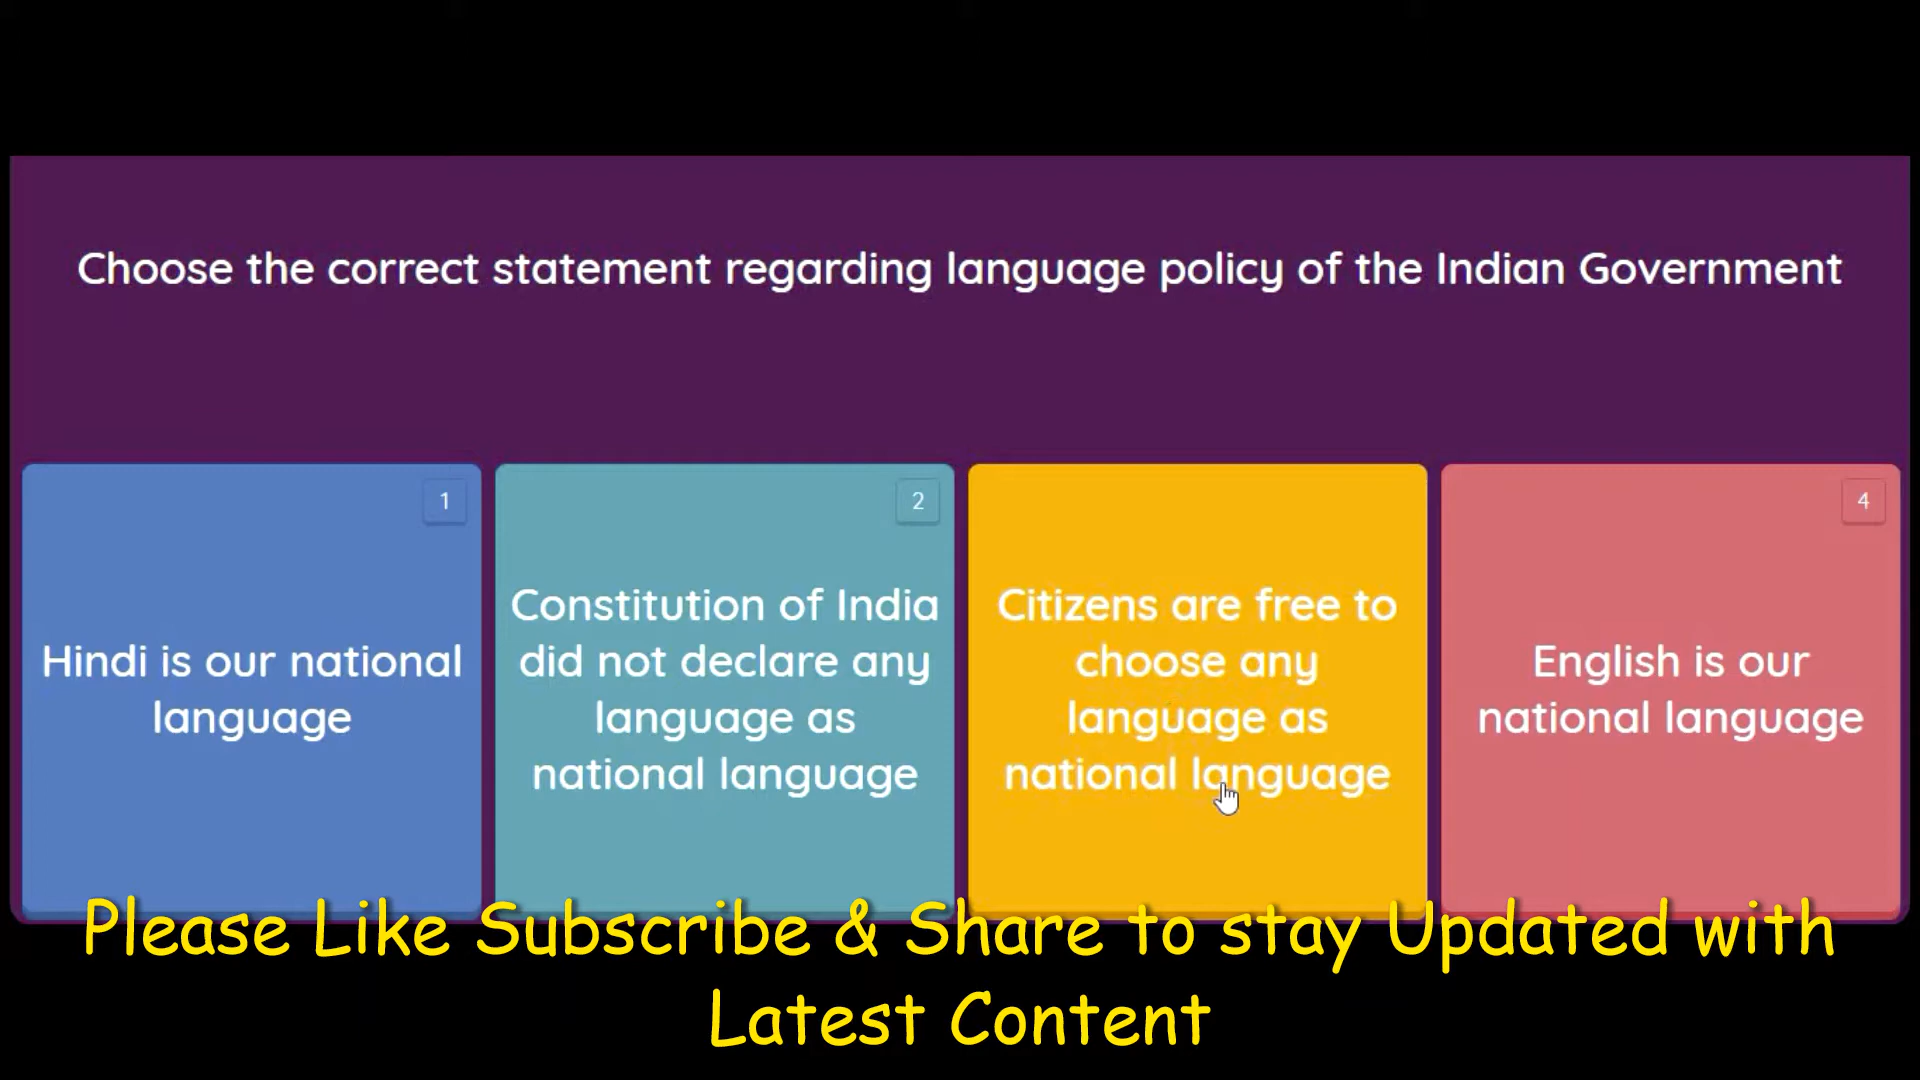 Choose the correct statement regarding language policy of the Indian Government
1
Hindi is our national
language
2
Constitution of India
did not declare any
language as
national language
Citizens are free to
choose any
language as
national language
4
English is our
national language
Please Like Subscribe & Share to stay Updated with
Latest Content